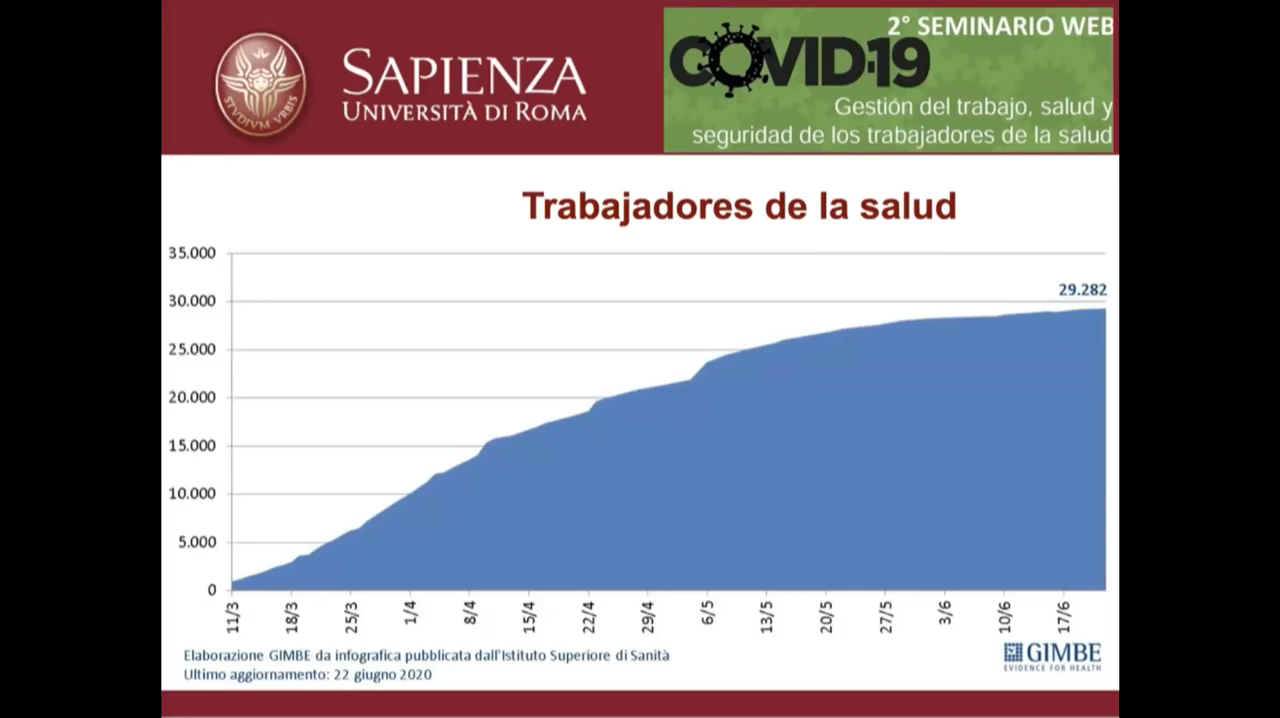 STVDIVM VRBIS
SAPIENZA
UNIVERSITÀ DI ROMA
2° SEMINARIO WEB
COVID-19
Gestión del trabajo, salud y
seguridad de los trabajadores de la salud
Trabajadores de la salud
35.000
30.000
25.000
20.000
15.000
10.000
5.000
0
29.282
11/3
18/3
25/3
1/4
8/4
15/4
22/4
29/4
6/5
13/5
20/5
27/5
3/6
10/6
17/6
Elaborazione GIMBE da infografica pubblicata dall'Istituto Superiore di Sanità
Ultimo aggiornamento: 22 giugno 2020
GIMBE
EVIDENCE FOR HEALTH